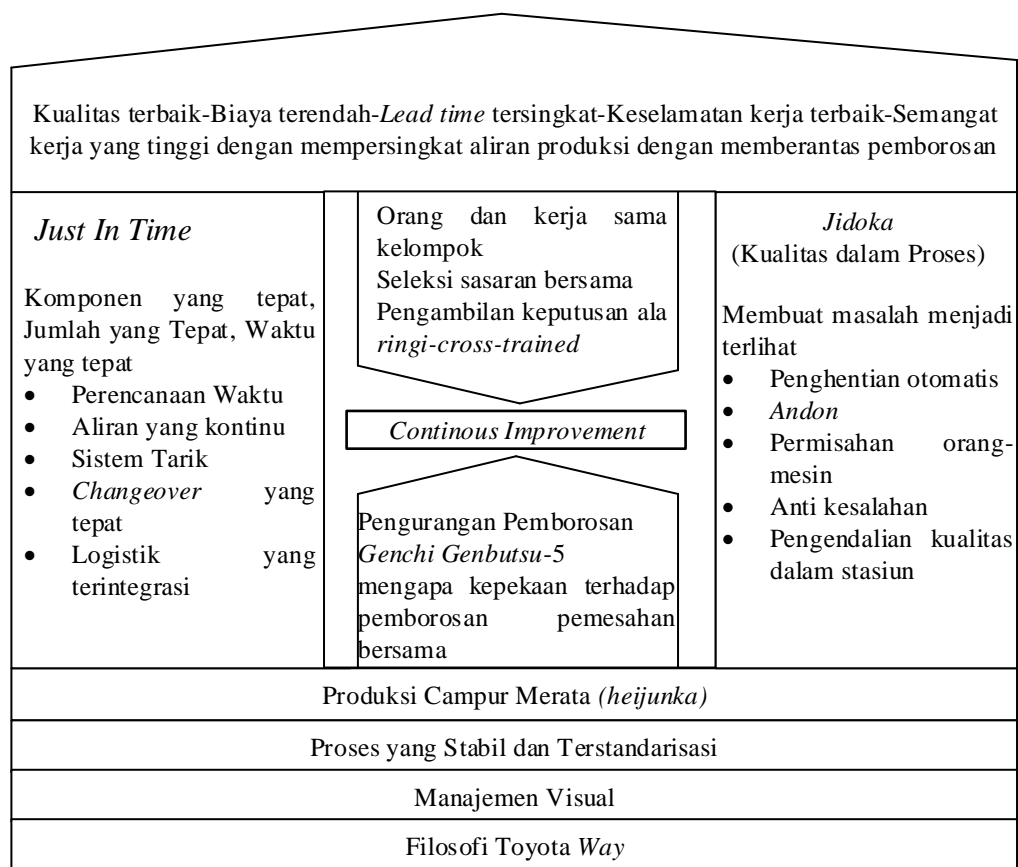 Kualitas terbaik-Biaya terendah-Lead time tersingkat-Keselamatan kerja terbaik-Semangat
kerja yang tinggi dengan mempersingkat aliran produksi dengan memberantas pemborosan
Just In Time
Komponen yang tepat,
Jumlah yang Tepat, Waktu
yang tepat
• Perencanaan Waktu
• Aliran yang kontinu
• Sistem Tarik
• Changeover yang
tepat
• Logistik yang
terintegrasi
Orang dan kerja sama
kelompok
Seleksi sasaran bersama
Pengambilan keputusan ala
ringi-cross-trained
Continous Improvement
Pengurangan Pemborosan
Genchi Genbutsu-5
mengapa kepekaan terhadap
pemborosan pemesahan
bersama
Jidoka
(Kualitas dalam Proses)
Membuat masalah menjadi
terlihat
• Penghentian otomatis
• Andon
• Permisahan orang-
mesin
• Anti kesalahan
• Pengendalian kualitas
dalam stasiun
Produksi Campur Merata (heijunka)
Proses yang Stabil dan Terstandarisasi
Manajemen Visual
Filosofi Toyota Way